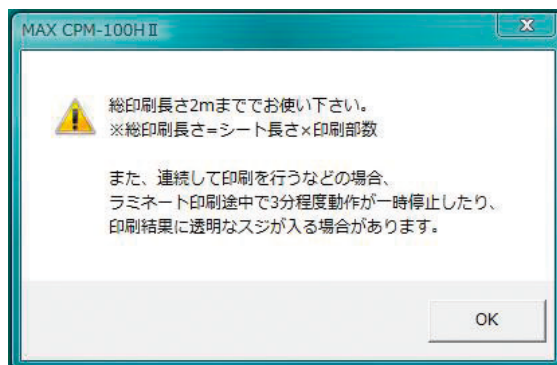 MAX CPM-100HⅡ
総印刷長さ2mまででお使い下さい。
※総印刷長さ=シート長さ×印刷部数
また、連続して印刷を行うなどの場合、
ラミネート印刷途中で3分程度動作が一時停止したり、
印刷結果に透明なスジが入る場合があります。
OK